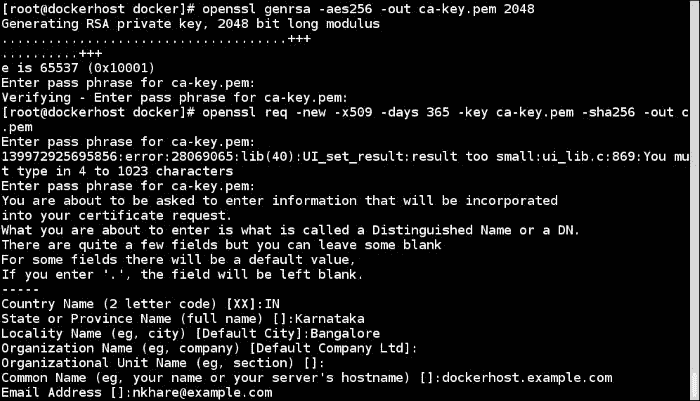 [root@dockerhost docker]# openssl genrsa -aes256 -out ca-key.pem 2048
Generating RSA private key, 2048 bit long modulus
.....................................+++
..........+++
e is 65537 (0x10001)
Enter pass phrase for ca-key.pem:
Verifying - Enter pass phrase for ca-key.pem:
[root@dockerhost docker]# openssl req -new -x509 -days 365 -key ca-key.pem -sha256 -out c
.pem
Enter pass phrase for ca-key.pem:
139972925695856:error:28069065:lib(40):UI_set_result:result too small:ui_lib.c:869:You mu
t type in 4 to 1023 characters
Enter pass phrase for ca-key.pem:
You are about to be asked to enter information that will be incorporated
into your certificate request.
What you are about to enter is what is called a Distinguished Name or a DN.
There are quite a few fields but you can leave some blank
For some fields there will be a default value,
If you enter '.', the field will be left blank.
-----
Country Name (2 letter code) [XX]:IN
State or Province Name (full name) []:Karnataka
Locality Name (eg, city) [Default City]:Bangalore
Organization Name (eg, company) [Default Company Ltd]:
Organizational Unit Name (eg, section) []:
Common Name (eg, your name or your server's hostname) []:dockerhost.example.com
Email Address []:nkhare@example.com